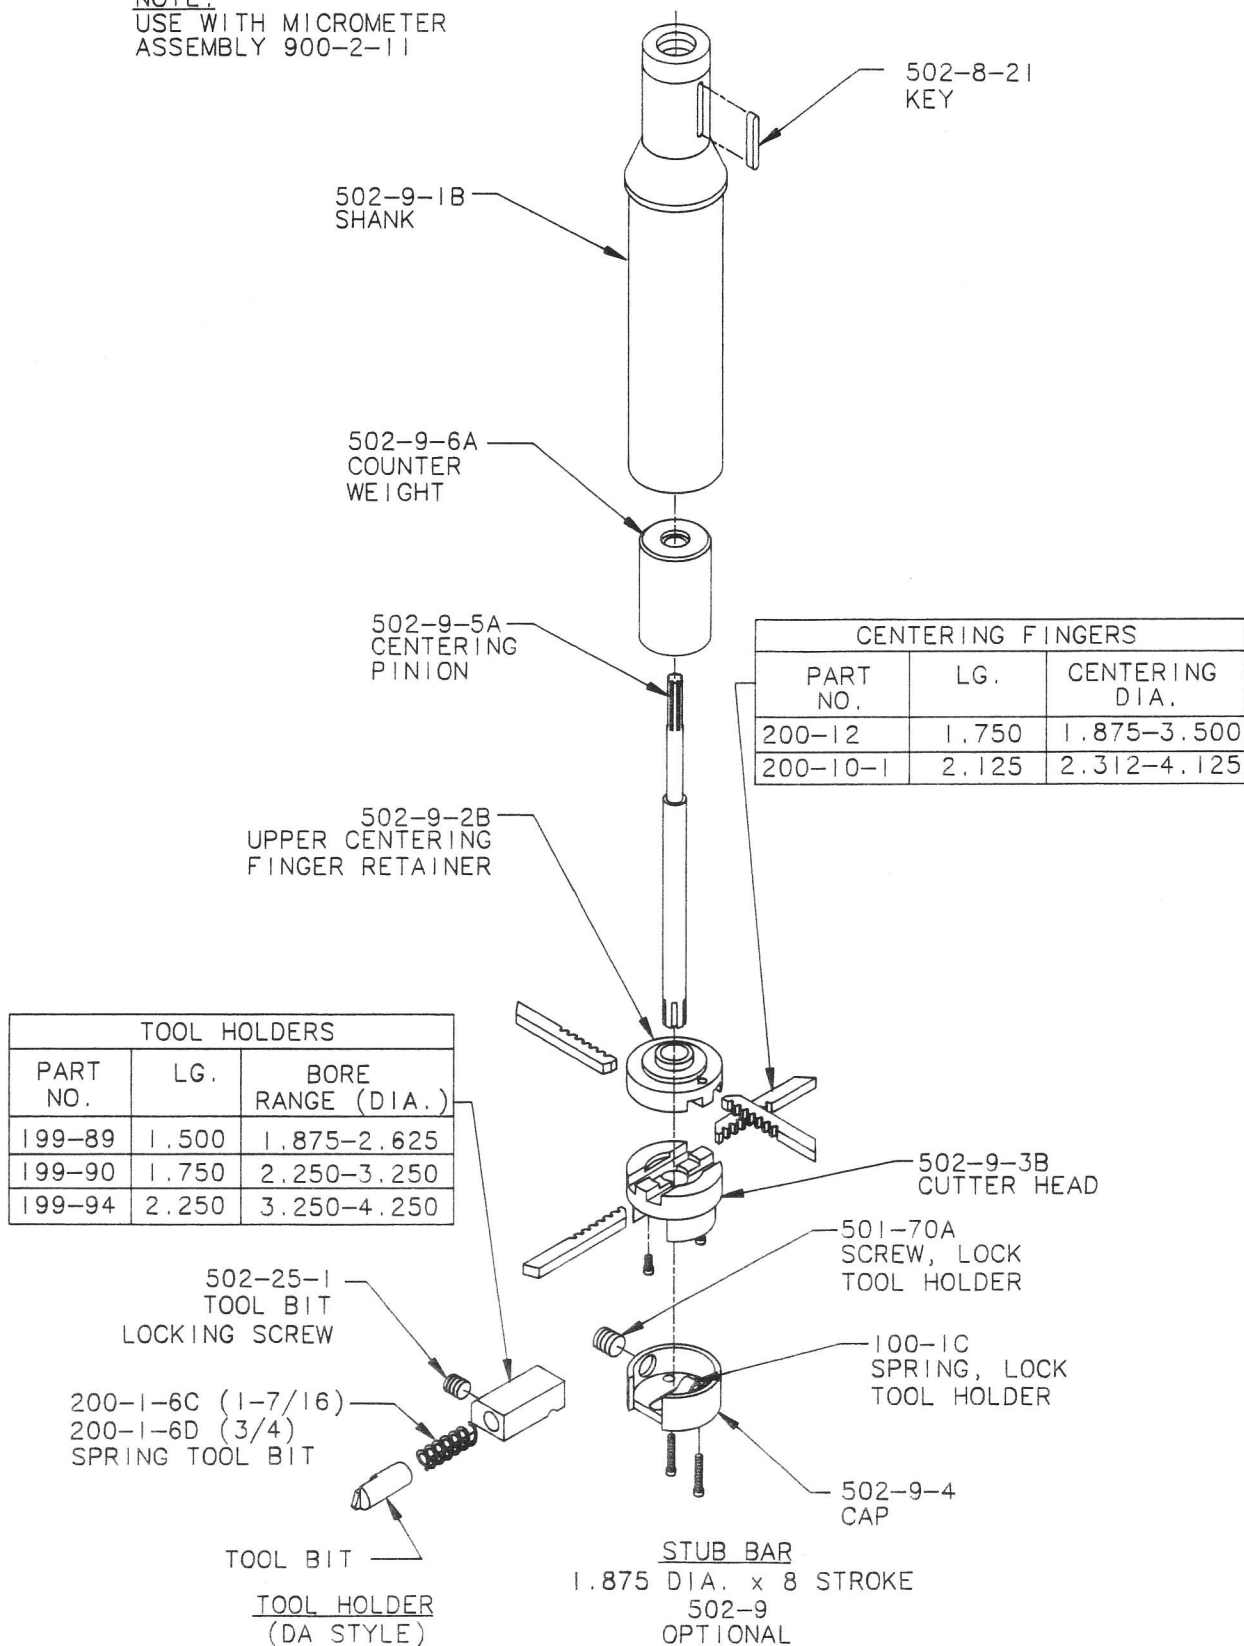 NOTE:
USE WITH MICROMETER
ASSEMBLY 900-2-11
502-8-21
KEY
502-9-1B
SHANK
502-9-6A
COUNTER
WEIGHT
502-9-5A
CENTERING
PINION
CENTERING FINGERS
PART NO. LG. CENTERING DIA.
200-12 1.750 1.875-3.500
200-10-1 2.125 2.312-4.125
502-9-2B
UPPER CENTERING
FINGER RETAINER
TOOL HOLDERS
PART NO. LG. BORE RANGE (DIA.)
199-89 1.500 1.875-2.625
199-90 1.750 2.250-3.250
199-94 2.250 3.250-4.250
502-9-3B
CUTTER HEAD
501-70A
SCREW, LOCK
TOOL HOLDER
502-25-1
TOOL BIT
LOCKING SCREW
100-1C
SPRING, LOCK
TOOL HOLDER
200-1-6C (1-7/16)
200-1-6D (3/4)
SPRING TOOL BIT
502-9-4
CAP
TOOL BIT
TOOL HOLDER
(DA STYLE)
STUB BAR
1.875 DIA. x 8 STROKE
502-9
OPTIONAL